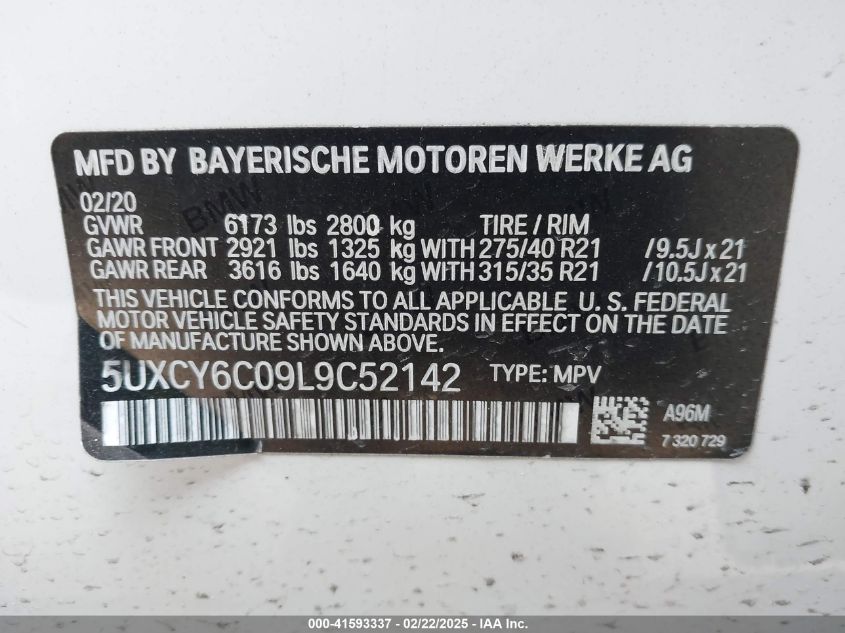 MFD BY BAYERISCHE MOTOREN WERKE AG
02/20
GVWR 6173 lbs 2800 kg TIRE / RIM
GAWR FRONT 2921 lbs 1325 kg WITH 275/40 R21 /9.5J x 21
GAWR REAR 3616 lbs 1640 kg WITH 315/35 R21 /10.5J x 21
THIS VEHICLE CONFORMS TO ALL APPLICABLE U. S. FEDERAL
MOTOR VEHICLE SAFETY STANDARDS IN EFFECT ON THE DATE
OF MANUFACTURE SHOWN ABOVE.
5UXCY6C09L9C52142 TYPE: MPV
A96M
7 320 729
000-41593337 - 02/22/2025 - IAA Inc.